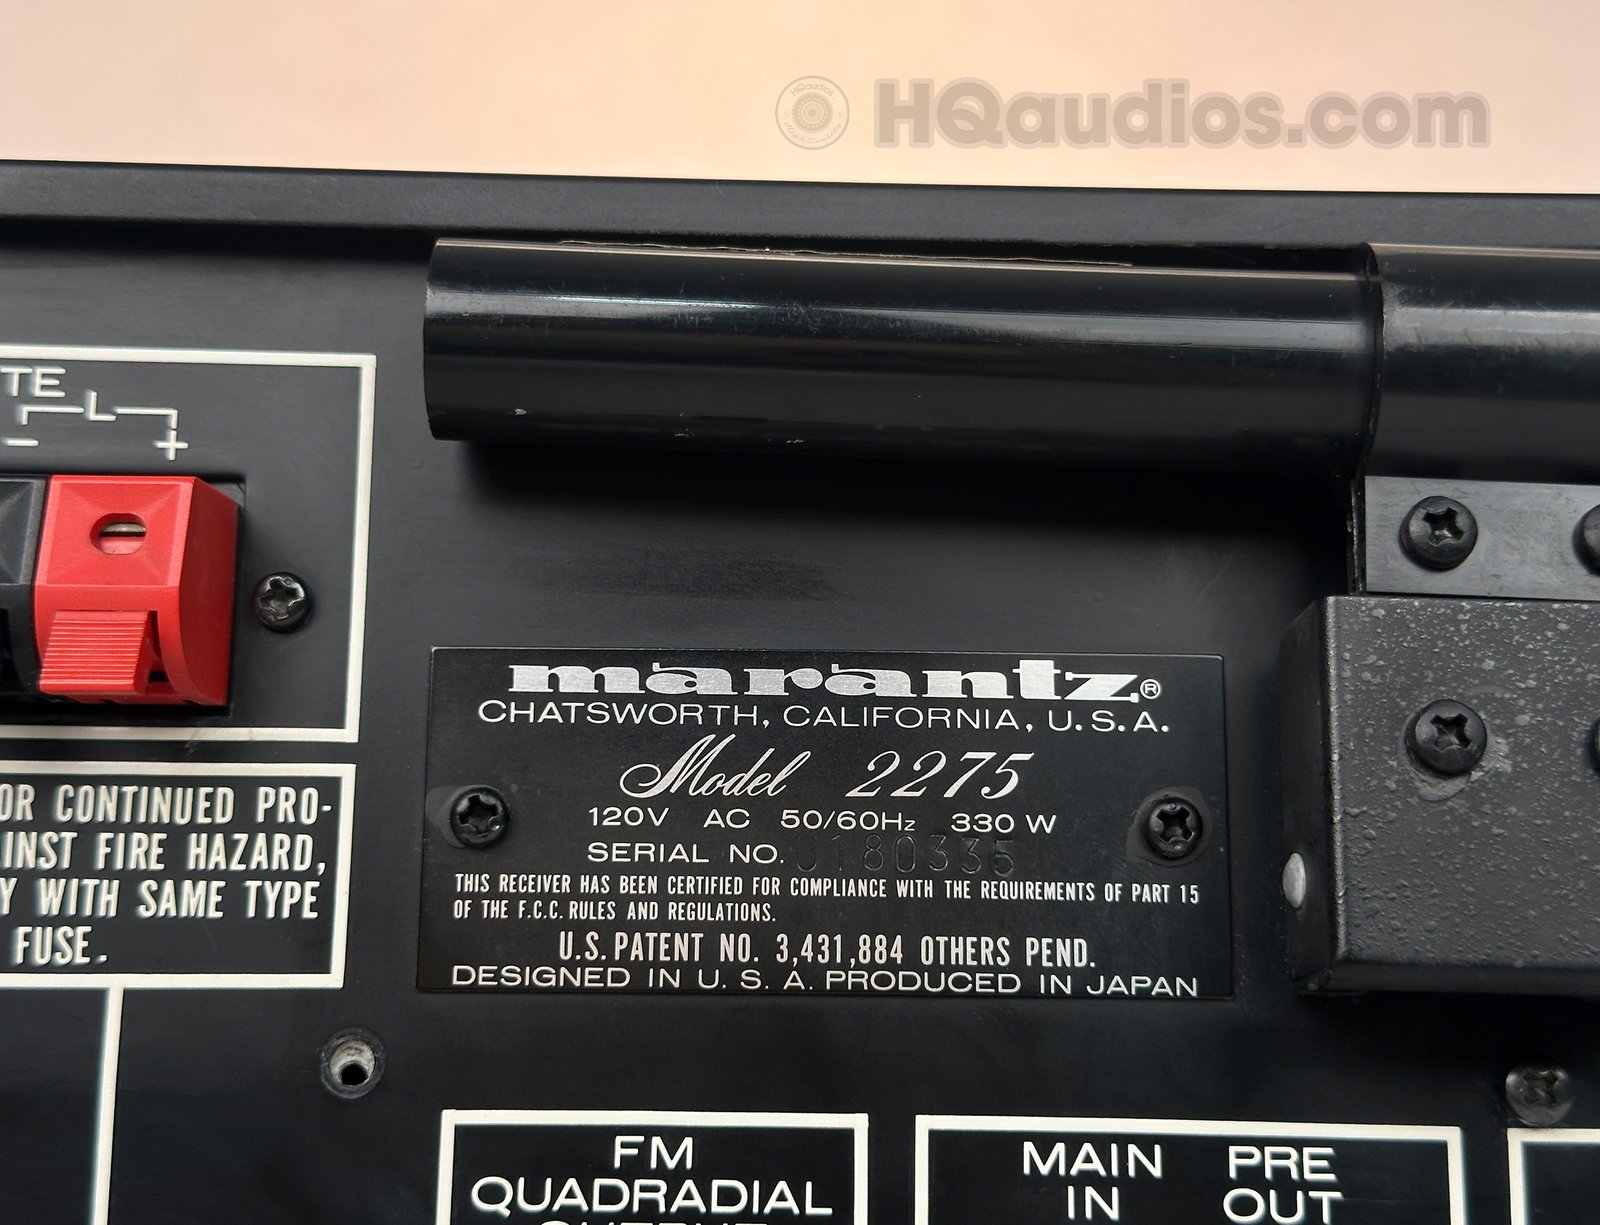 HQaudios.com
TE
L
- +
OR CONTINUED PRO-
INST FIRE HAZARD,
Y WITH SAME TYPE
FUSE.
marantz®
CHATSWORTH, CALIFORNIA, U.S.A.
Model 2275
120V AC 50/60Hz 330 W
SERIAL NO. J180335
THIS RECEIVER HAS BEEN CERTIFIED FOR COMPLIANCE WITH THE REQUIREMENTS OF PART 15
OF THE F.C.C. RULES AND REGULATIONS.
U.S. PATENT NO. 3,431,884 OTHERS PEND.
DESIGNED IN U.S.A. PRODUCED IN JAPAN
FM
QUADRADIAL
MAIN PRE
IN OUT